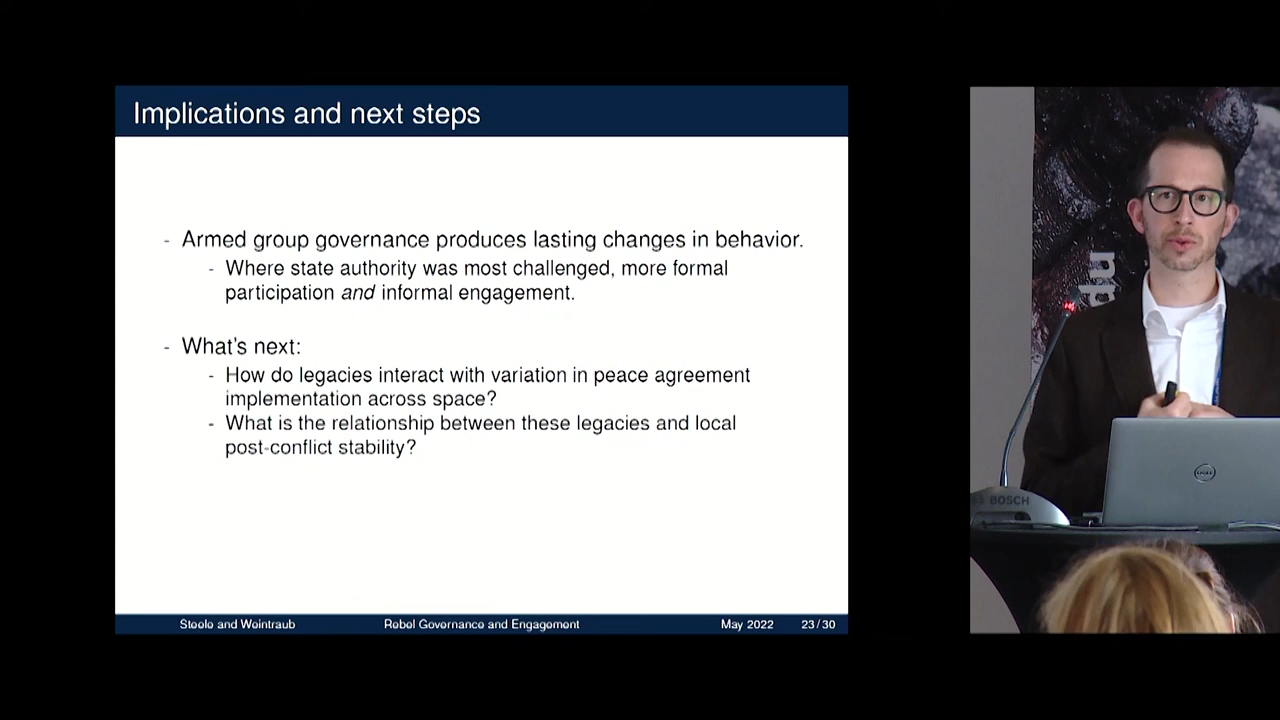 Implications and next steps
- Armed group governance produces lasting changes in behavior.
- Where state authority was most challenged, more formal
participation and informal engagement.
- What's next:
- How do legacies interact with variation in peace agreement
implementation across space?
- What is the relationship between these legacies and local
post-conflict stability?
Steele and Weintraub Rebel Governance and Engagement May 2022 23/30
DELL
BOSCH